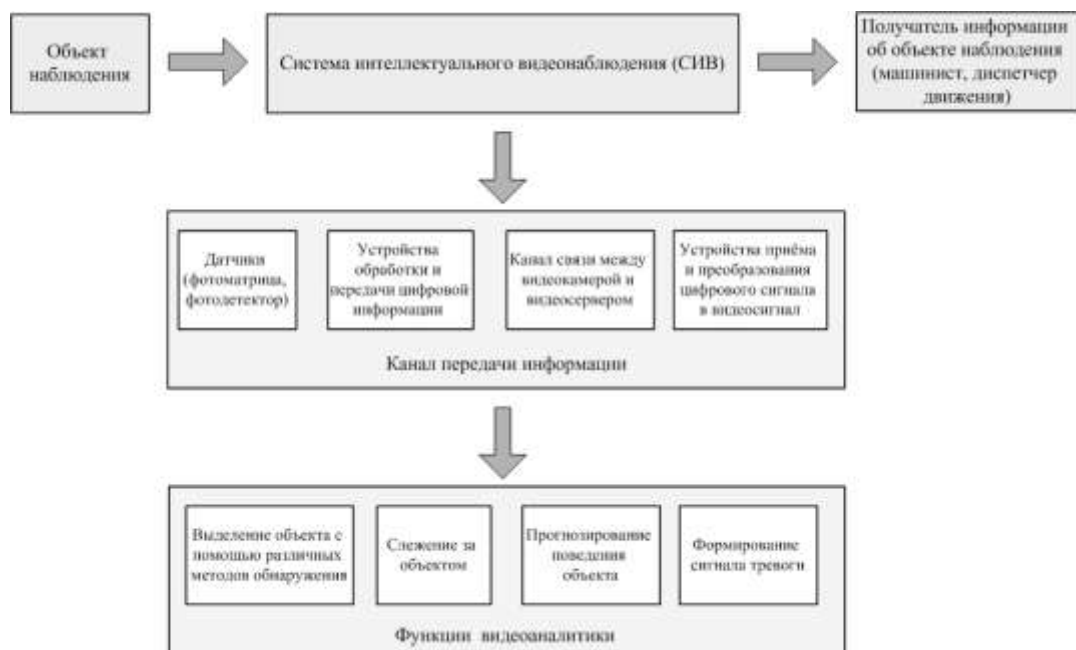 Объект
наблюдения
Система интеллектуального видеонаблюдения (СИВ)
Получатель информации
об объекте наблюдения
(машинист, диспетчер
движения)
Датчики
(фотоматрица,
фотодетектор)
Устройства
обработки и
передачи цифровой
информации
Канал связи между
видеокамерой и
видеосервером
Устройства приёма
и преобразования
цифрового сигнала
в видеосигнал
Канал передачи информации
Выделение объекта с
помощью различных
методов обнаружения
Слежение за
объектом
Прогнозирование
поведения
объекта
Формирование
сигнала тревоги
Функции видеоаналитики